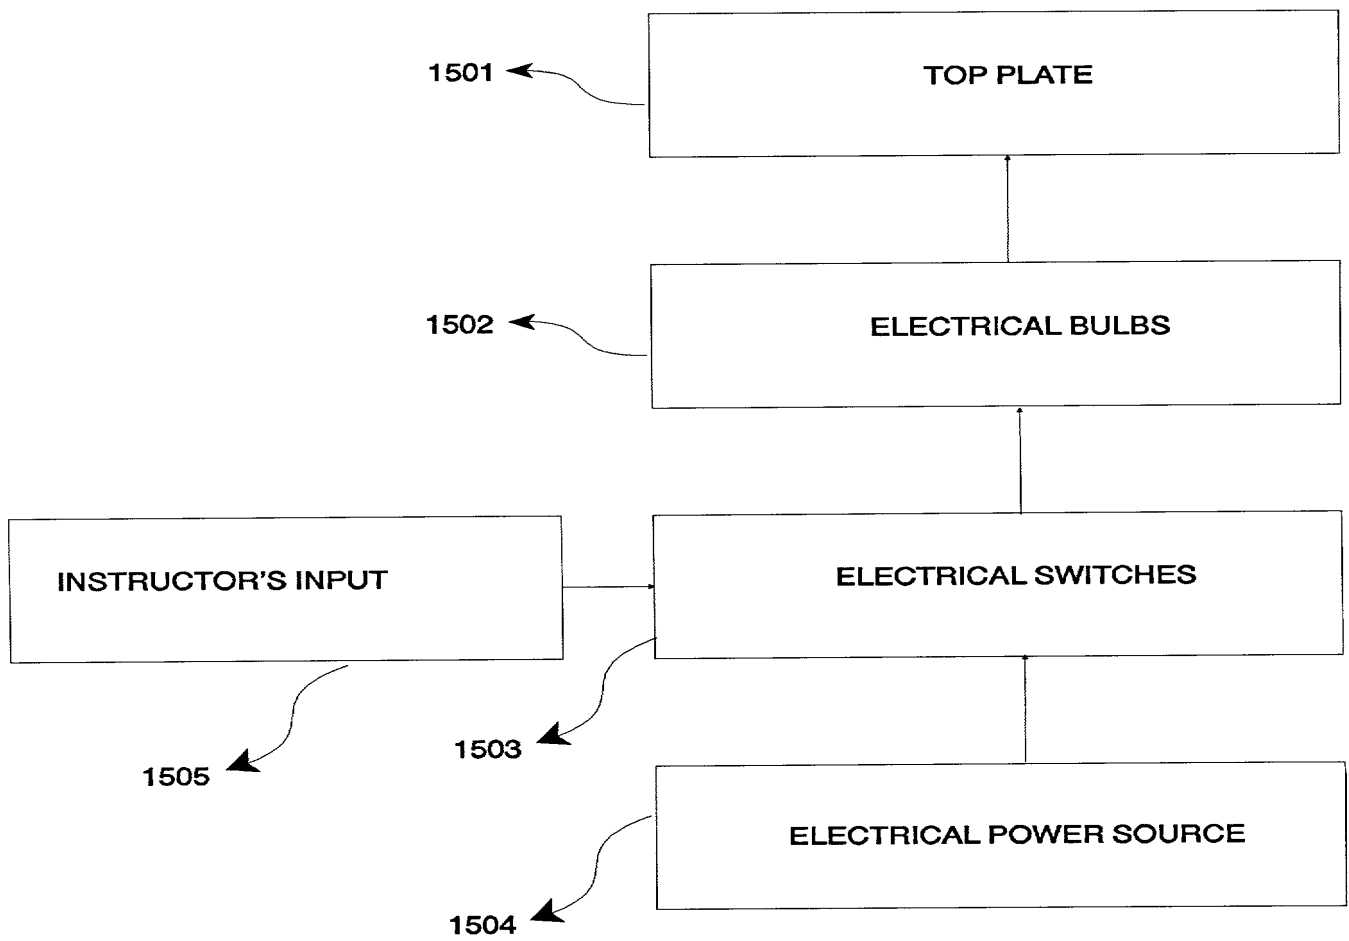 TOP PLATE
1501
ELECTRICAL BULBS
1502
INSTRUCTOR'S INPUT
ELECTRICAL SWITCHES
1503
1505
ELECTRICAL POWER SOURCE
1504